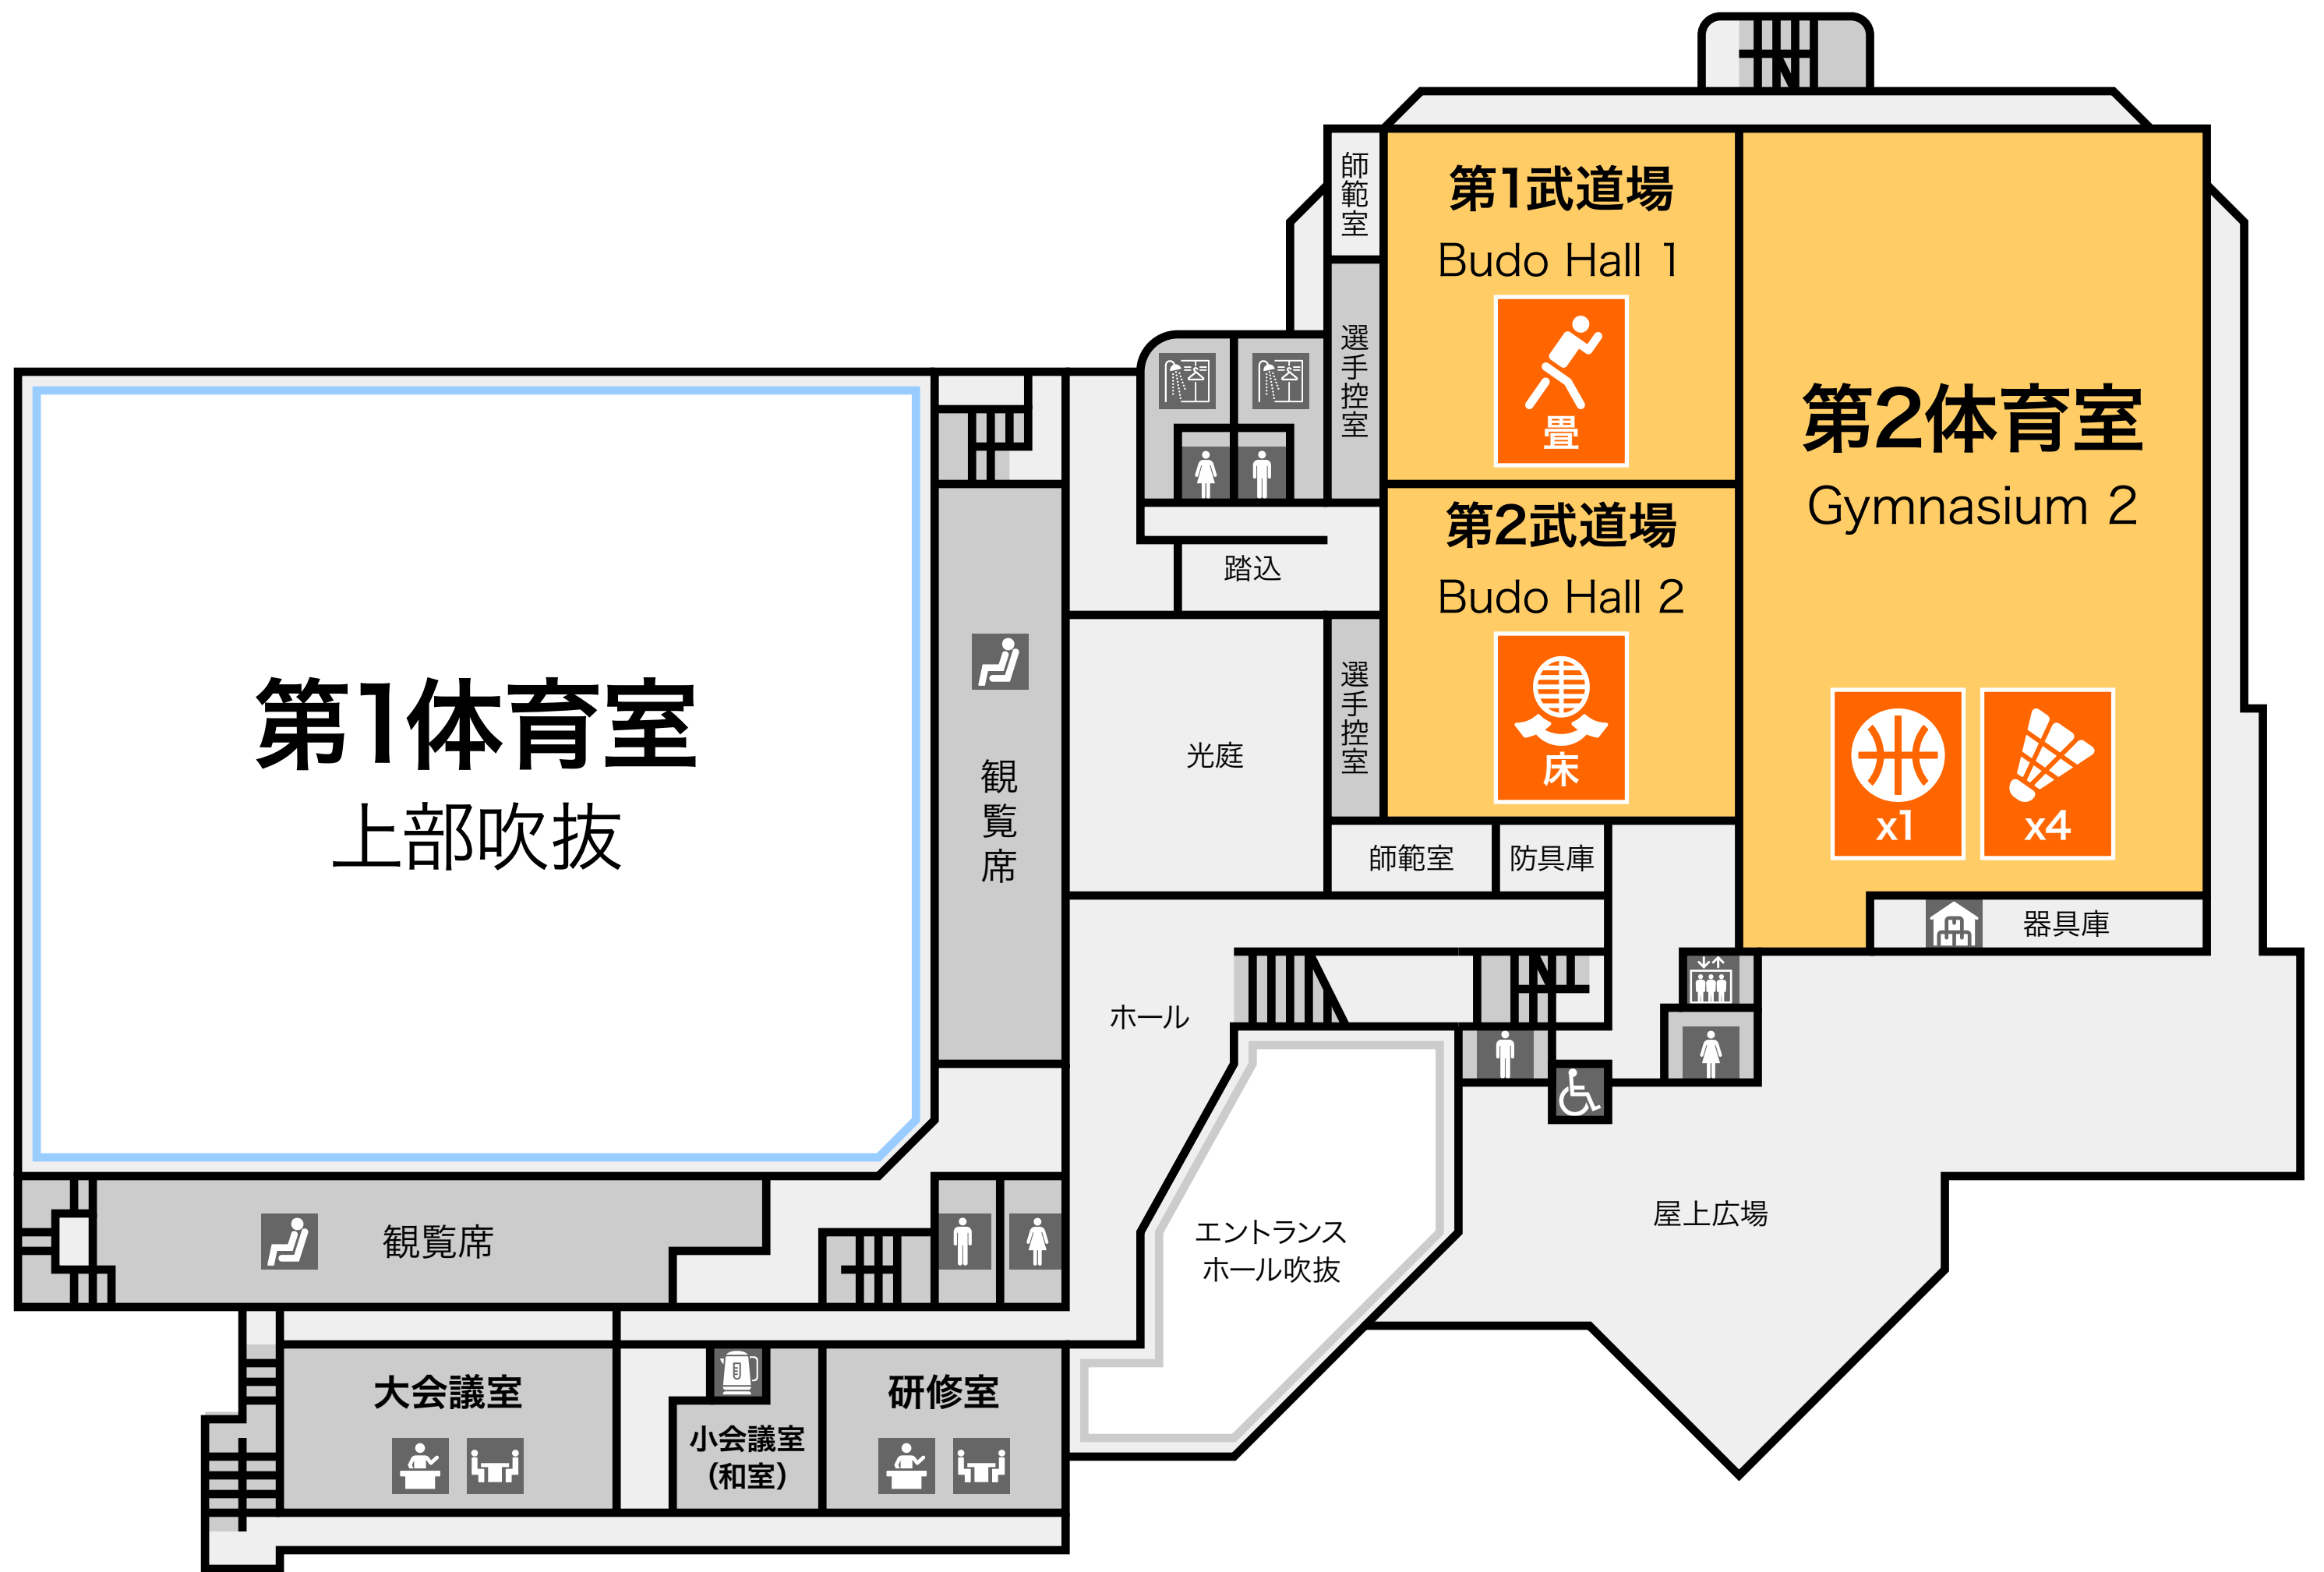 師範室
第1武道場
Budo Hall 1
畳
選手控室
第2体育室
Gymnasium 2
x1
x4
第2武道場
Budo Hall 2
床
踏込
選手控室
光庭
師範室
防具庫
器具庫
第1体育室
上部吹抜
観覧席
ホール
エントランス
ホール吹抜
屋上広場
観覧席
大会議室
小会議室
（和室）
研修室